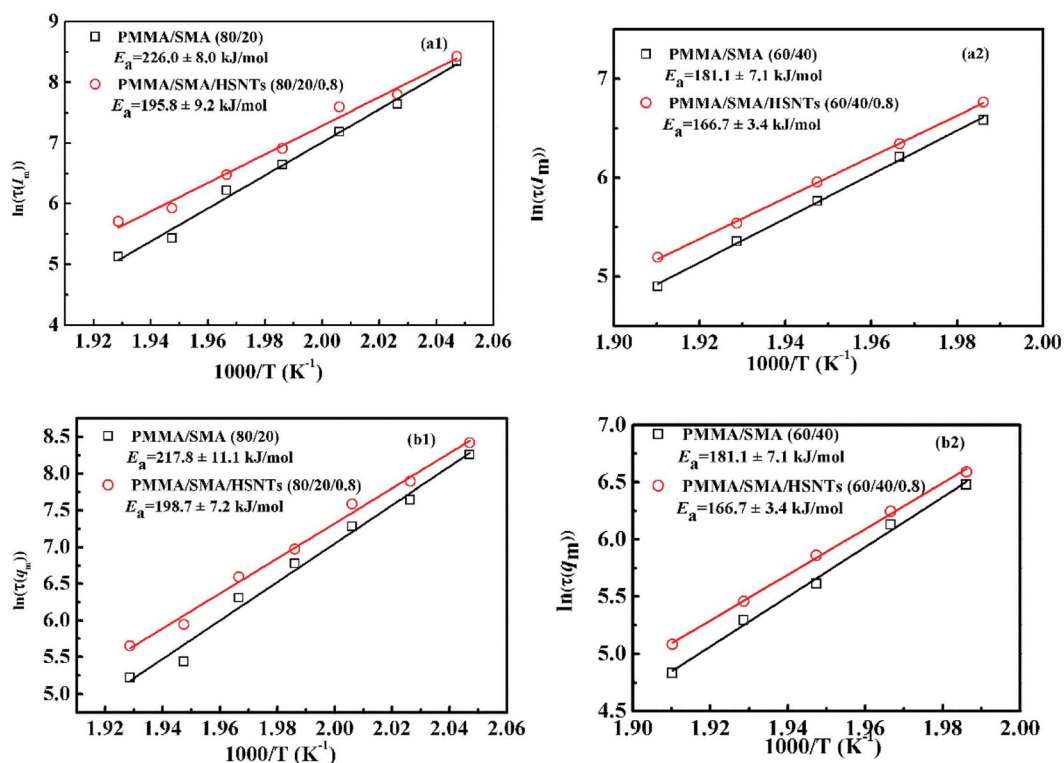 9
□ PMMA/SMA (80/20)
(a1)
Ea=226.0 ± 8.0 kJ/mol
○ PMMA/SMA/HSNTs (80/20/0.8)
Ea=195.8 ± 9.2 kJ/mol
8
7
6
5
4
ln(τ(Im))
1.92 1.94 1.96 1.98 2.00 2.02 2.04 2.06
1000/T (K-1)
□ PMMA/SMA (60/40)
(a2)
Ea=181.1 ± 7.1 kJ/mol
○ PMMA/SMA/HSNTs (60/40/0.8)
Ea=166.7 ± 3.4 kJ/mol
7
6
5
ln(τ(Im))
1.90 1.92 1.94 1.96 1.98 2.00
1000/T (K-1)
8.5
□ PMMA/SMA (80/20)
(b1)
Ea=217.8 ± 11.1 kJ/mol
○ PMMA/SMA/HSNTs (80/20/0.8)
Ea=198.7 ± 7.2 kJ/mol
8.0
7.5
7.0
6.5
6.0
5.5
5.0
ln(τ(qm))
1.92 1.94 1.96 1.98 2.00 2.02 2.04 2.06
1000/T (K-1)
7.0
□ PMMA/SMA (60/40)
(b2)
Ea=181.1 ± 7.1 kJ/mol
○ PMMA/SMA/HSNTs (60/40/0.8)
Ea=166.7 ± 3.4 kJ/mol
6.5
6.0
5.5
5.0
4.5
ln(τ(qm))
1.90 1.92 1.94 1.96 1.98 2.00
1000/T (K-1)